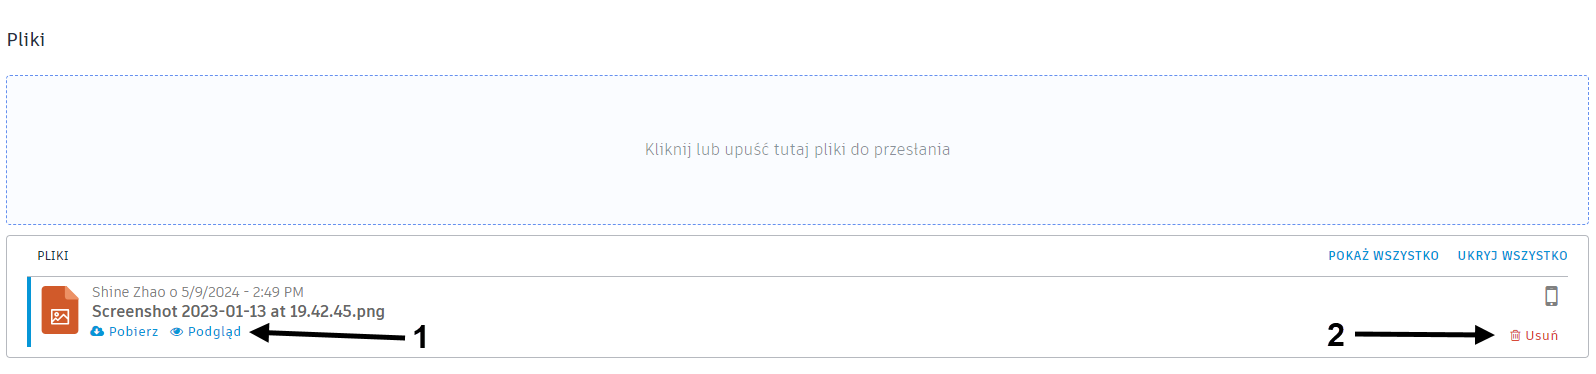 Pliki
Kliknij lub upuść tutaj pliki do przesłania
PLIKI POKAŻ WSZYSTKO UKRYJ WSZYSTKO
Shine Zhao o 5/9/2024 - 2:49 PM
Screenshot 2023-01-13 at 19.42.45.png
Pobierz Podgląd 1 2 Usuń